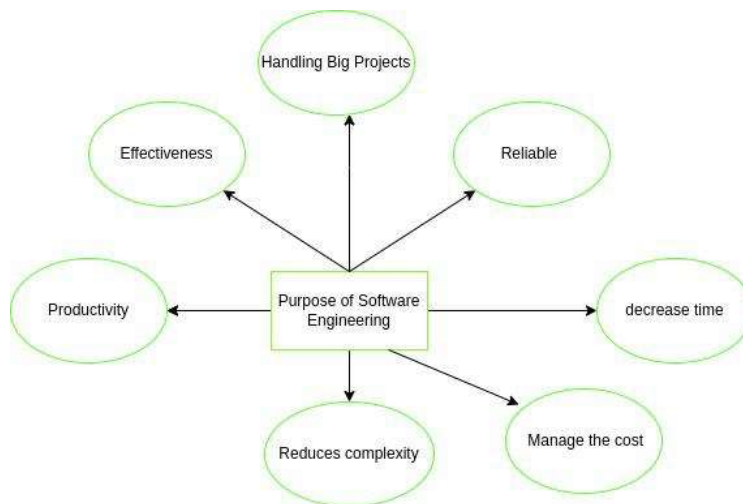 Handling Big Projects
Effectiveness
Reliable
Purpose of Software
Engineering
Productivity
decrease time
Reduces complexity
Manage the cost